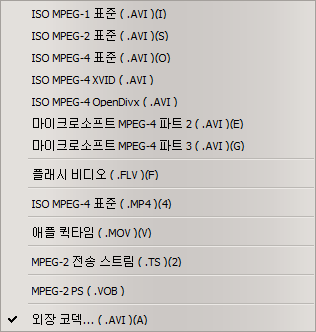 ISO MPEG-1 표준 ( .AVI )(I)
ISO MPEG-2 표준 ( .AVI )(S)
ISO MPEG-4 표준 ( .AVI )(O)
ISO MPEG-4 XVID ( .AVI )
ISO MPEG-4 OpenDivx ( .AVI )
마이크로소프트 MPEG-4 파트 2 ( .AVI )(E)
마이크로소프트 MPEG-4 파트 3 ( .AVI )(G)
플래시 비디오 ( .FLV )(F)
ISO MPEG-4 표준 ( .MP4 )(4)
애플 퀵타임 ( .MOV )(V)
MPEG-2 전송 스트림 ( .TS )(2)
MPEG-2 PS ( .VOB )
외장 코덱... ( .AVI )(A)